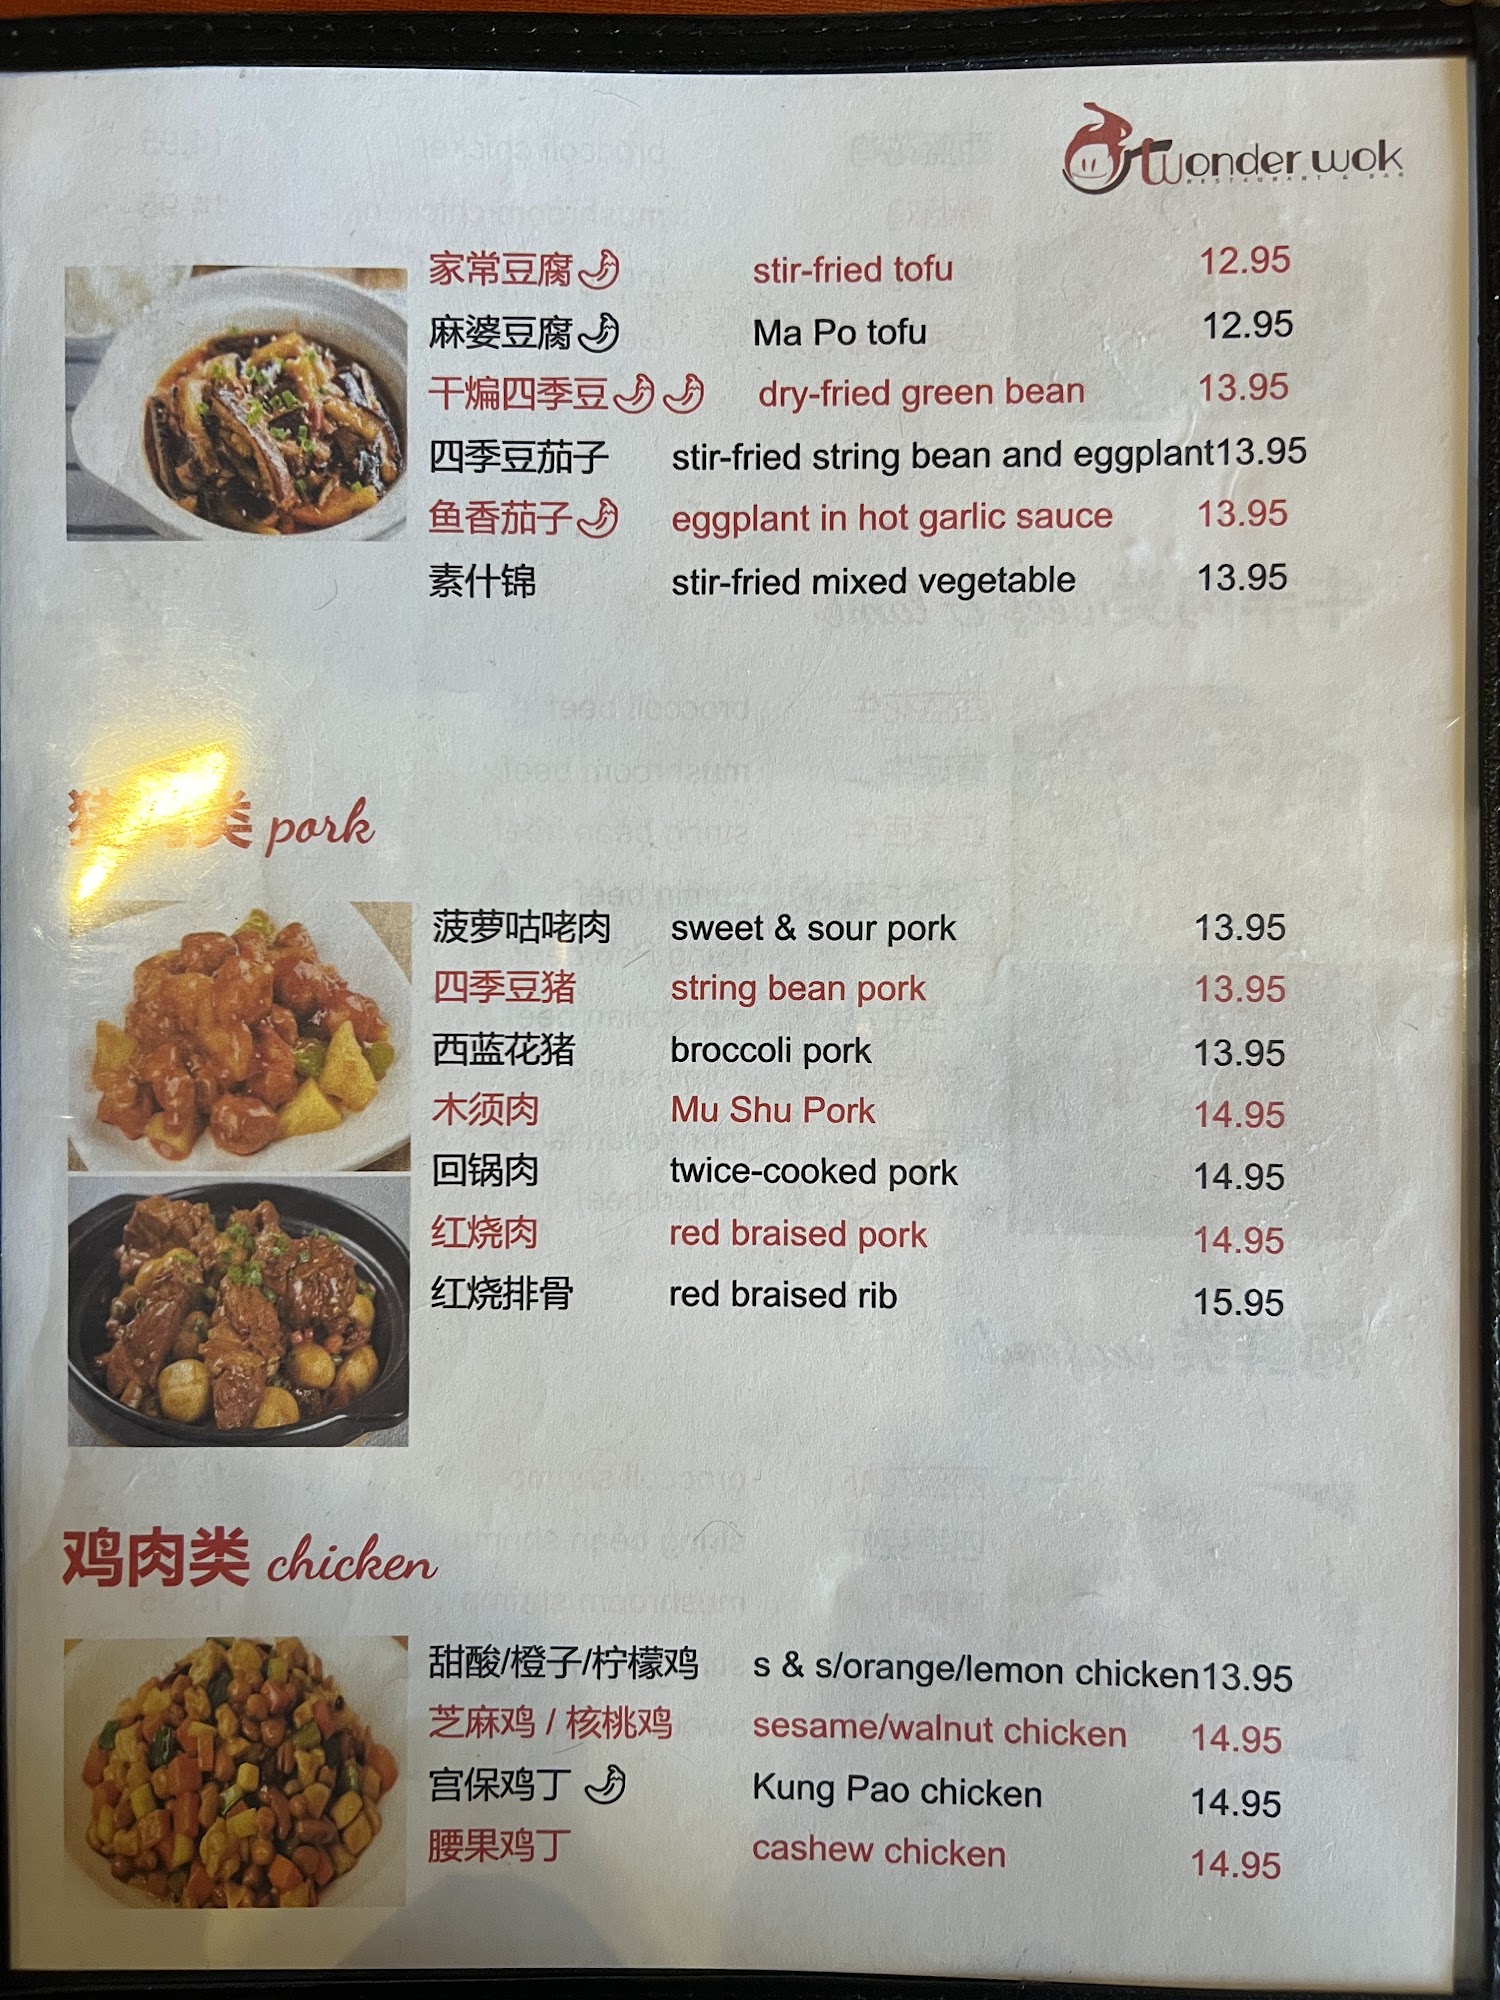 Wonder wok
RESTAURANT & BAR
家常豆腐 stir-fried tofu 12.95
麻婆豆腐 Ma Po tofu 12.95
干煸四季豆 dry-fried green bean 13.95
四季豆茄子 stir-fried string bean and eggplant 13.95
鱼香茄子 eggplant in hot garlic sauce 13.95
素什锦 stir-fried mixed vegetable 13.95
类 pork
菠萝咕咾肉 sweet & sour pork 13.95
四季豆猪 string bean pork 13.95
西蓝花猪 broccoli pork 13.95
木须肉 Mu Shu Pork 14.95
回锅肉 twice-cooked pork 14.95
红烧肉 red braised pork 14.95
红烧排骨 red braised rib 15.95
鸡肉类 chicken
甜酸/橙子/柠檬鸡 s & s/orange/lemon chicken 13.95
芝麻鸡 / 核桃鸡 sesame/walnut chicken 14.95
宫保鸡丁 Kung Pao chicken 14.95
腰果鸡丁 cashew chicken 14.95